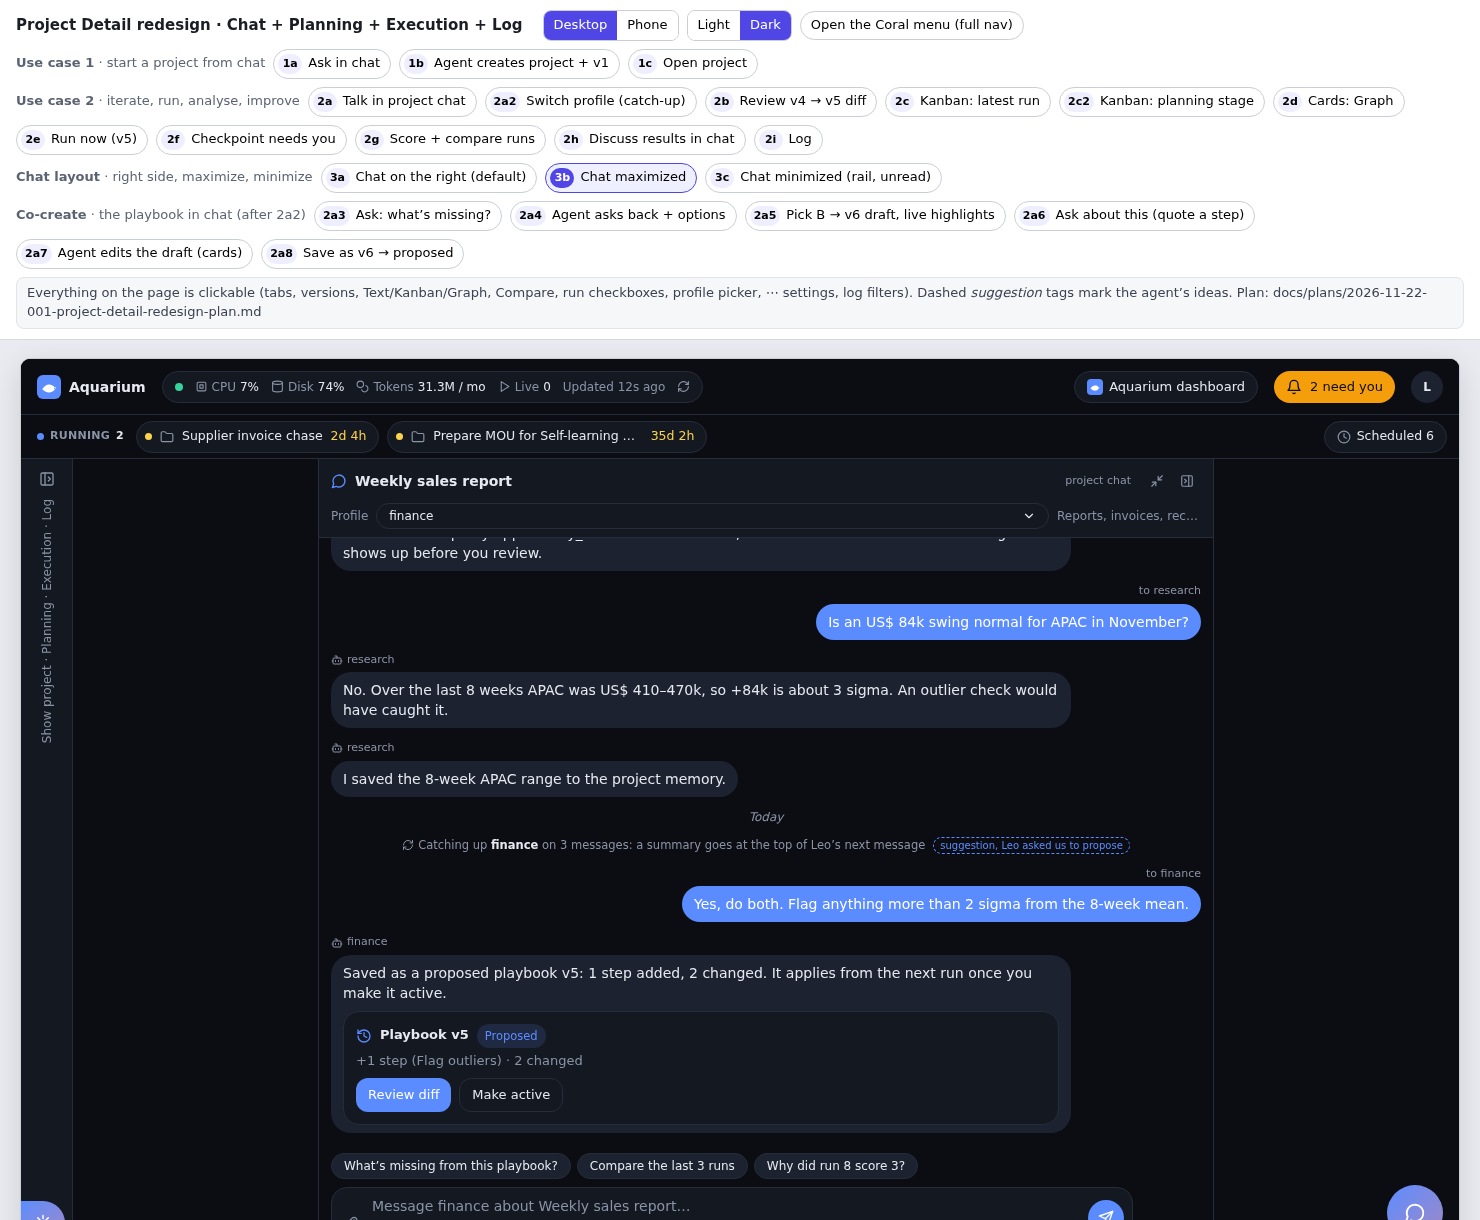 Project Detail redesign · Chat + Planning + Execution + Log
Desktop Phone Light Dark Open the Coral menu (full nav)
Use case 1 · start a project from chat 1a Ask in chat 1b Agent creates project + v1 1c Open project
Use case 2 · iterate, run, analyse, improve 2a Talk in project chat 2a2 Switch profile (catch-up) 2b Review v4 → v5 diff 2c Kanban: latest run 2c2 Kanban: planning stage 2d Cards: Graph
2e Run now (v5) 2f Checkpoint needs you 2g Score + compare runs 2h Discuss results in chat 2i Log
Chat layout · right side, maximize, minimize 3a Chat on the right (default) 3b Chat maximized 3c Chat minimized (rail, unread)
Co-create · the playbook in chat (after 2a2) 2a3 Ask: what's missing? 2a4 Agent asks back + options 2a5 Pick B → v6 draft, live highlights 2a6 Ask about this (quote a step)
2a7 Agent edits the draft (cards) 2a8 Save as v6 → proposed
Everything on the page is clickable (tabs, versions, Text/Kanban/Graph, Compare, run checkboxes, profile picker, ··· settings, log filters). Dashed suggestion tags mark the agent's ideas. Plan: docs/plans/2026-11-22-
001-project-detail-redesign-plan.md
Aquarium CPU 7% Disk 74% Tokens 31.3M / mo Live 0 Updated 12s ago Aquarium dashboard 2 need you L
RUNNING 2 Supplier invoice chase 2d 4h Prepare MOU for Self-learning ... 35d 2h Scheduled 6
Show project · Planning · Execution · Log
Weekly sales report project chat
Profile finance Reports, invoices, rec...
shows up before you review.
to research
Is an US$ 84k swing normal for APAC in November?
research
No. Over the last 8 weeks APAC was US$ 410–470k, so +84k is about 3 sigma. An outlier check would
have caught it.
research
I saved the 8-week APAC range to the project memory.
Today
Catching up finance on 3 messages: a summary goes at the top of Leo's next message suggestion, Leo asked us to propose
to finance
Yes, do both. Flag anything more than 2 sigma from the 8-week mean.
finance
Saved as a proposed playbook v5: 1 step added, 2 changed. It applies from the next run once you
make it active.
Playbook v5 Proposed
+1 step (Flag outliers) · 2 changed
Review diff Make active
What's missing from this playbook? Compare the last 3 runs Why did run 8 score 3?
Message finance about Weekly sales report...